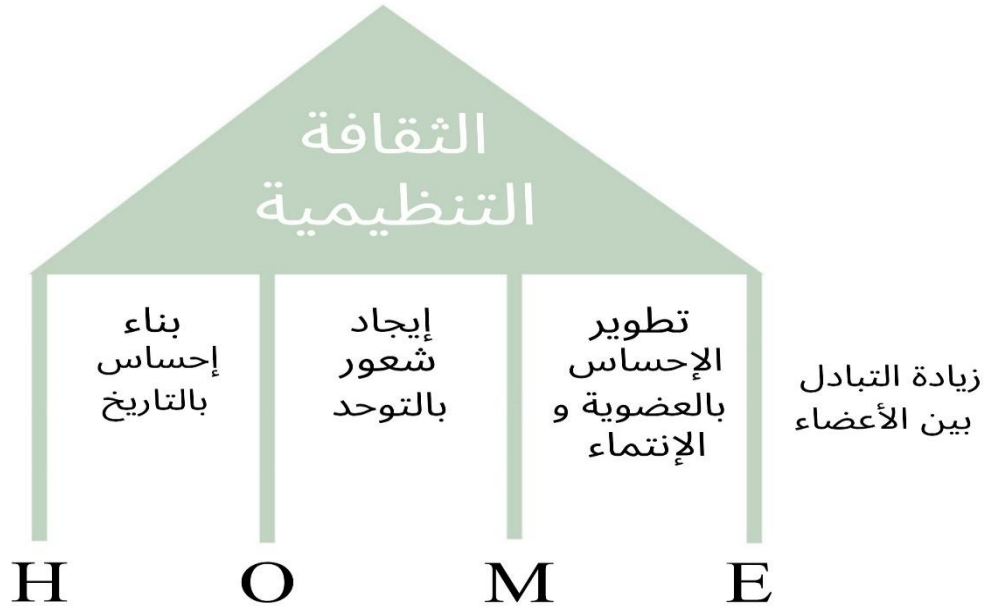 الثقافة
التنظيمية
بناء
إحساس
بالتاريخ
إيجاد
شعور
بالتوحد
تطوير
الإحساس
بالعضوية و
الإنتماء
زيادة التبادل
بين الأعضاء
H O M E